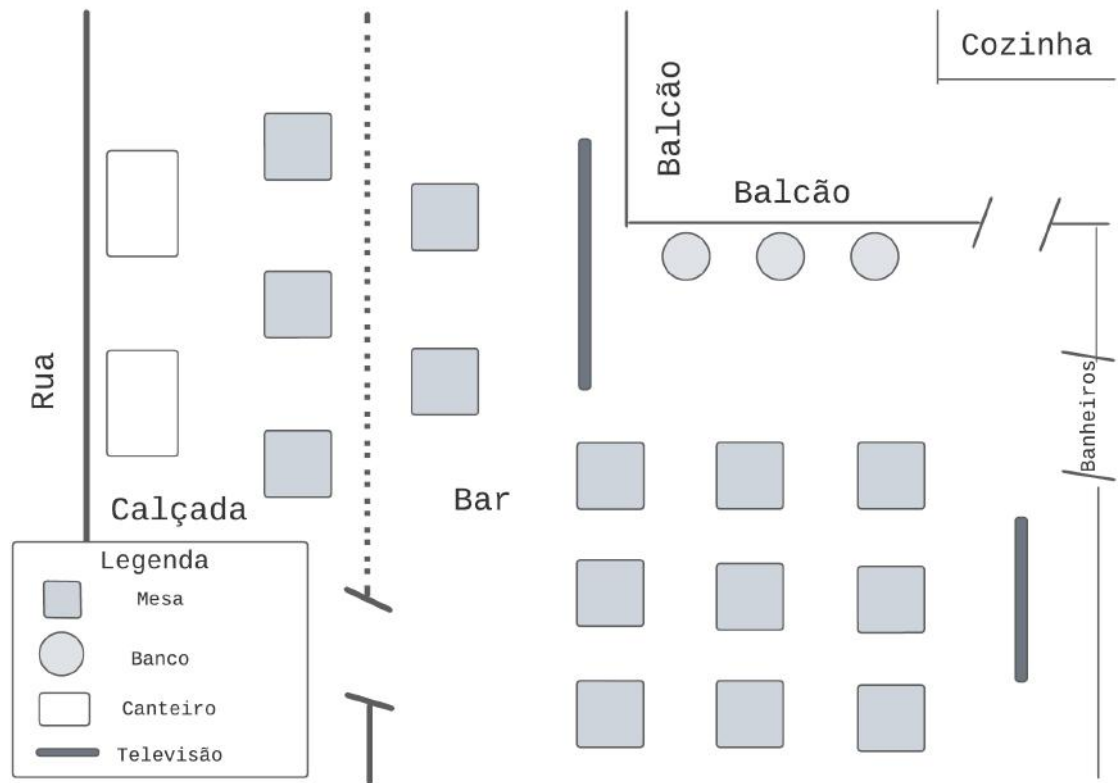 Cozinha
Balcão
Balcão
Rua
Banheiros
Bar
Calçada
Legenda
Mesa
Banco
Canteiro
Televisão